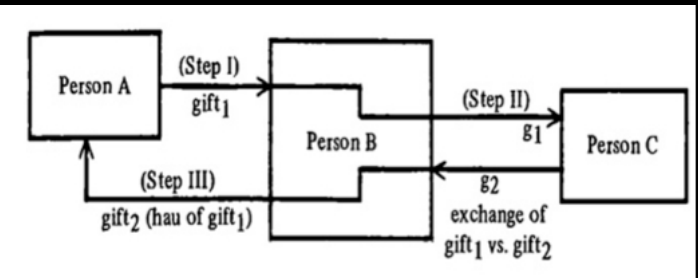 Person A
(Step I)
gift₁
Person B
(Step II)
g₁
Person C
(Step III)
gift₂ (hau of gift₁)
g₂
exchange of
gift₁ vs. gift₂